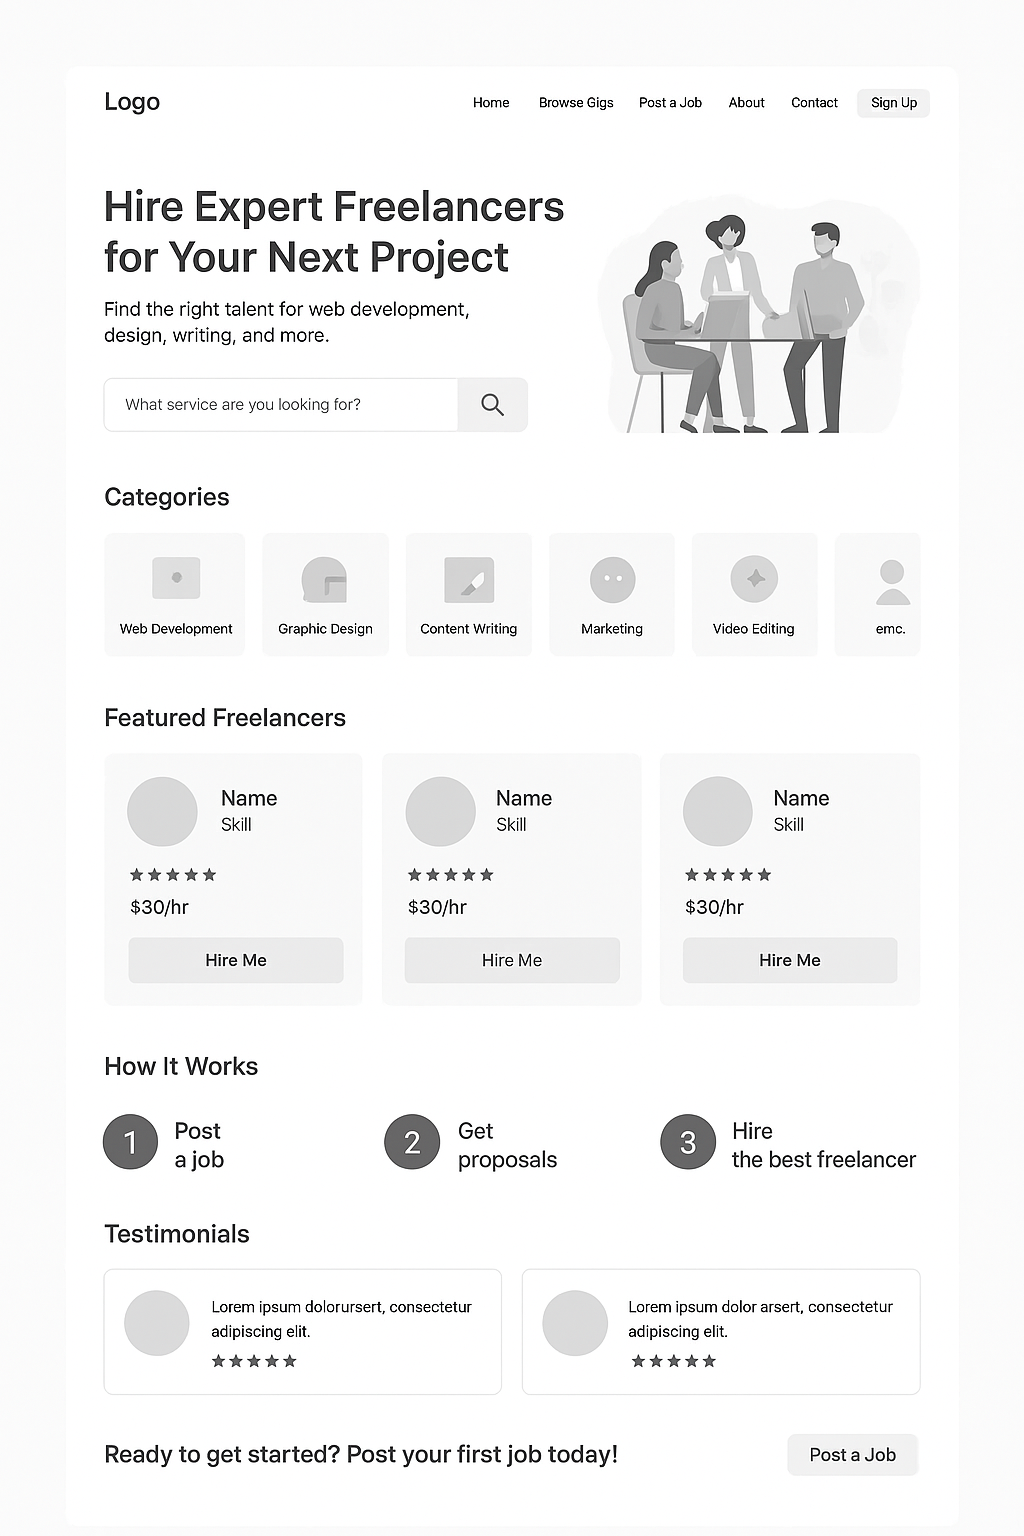 Logo
Home
Browse Gigs
Post a Job
About
Contact
Sign Up
Hire Expert Freelancers
for Your Next Project
Find the right talent for web development,
design, writing, and more.
What service are you looking for?
Categories
Web Development
Graphic Design
Content Writing
Marketing
Video Editing
emc.
Featured Freelancers
Name
Skill
★★★★★
$30/hr
Hire Me
Name
Skill
★★★★★
$30/hr
Hire Me
Name
Skill
★★★★★
$30/hr
Hire Me
How It Works
1
Post
a job
2
Get
proposals
3
Hire
the best freelancer
Testimonials
Lorem ipsum dolorursert, consectetur
adipiscing elit.
★★★★★
Lorem ipsum dolor arsert, consectetur
adipiscing elit.
★★★★★
Ready to get started? Post your first job today!
Post a Job